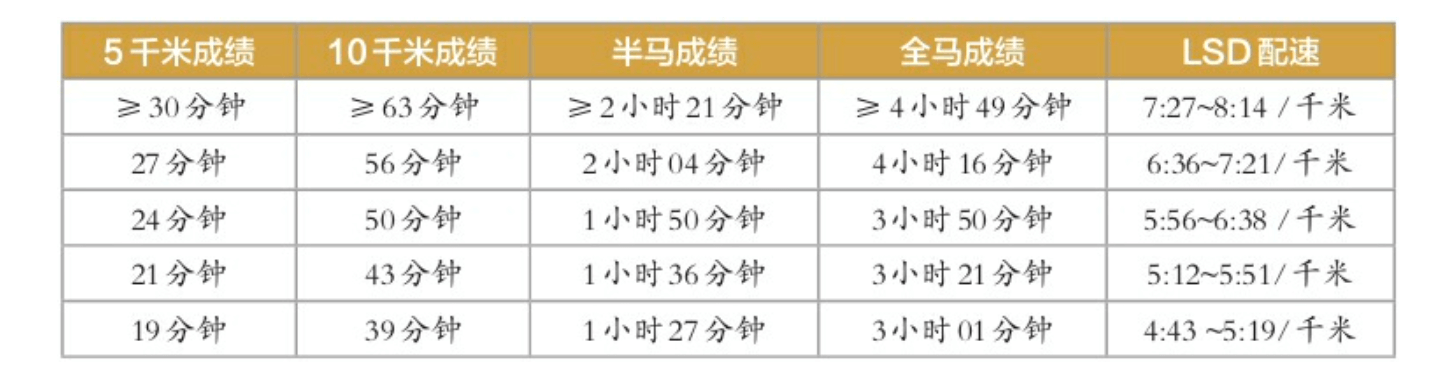 5千米成绩 10千米成绩 半马成绩 全马成绩 LSD配速
≥30分钟 ≥63分钟 ≥2小时21分钟 ≥4小时49分钟 7:27~8:14 /千米
27分钟 56分钟 2小时04分钟 4小时16分钟 6:36~7:21/千米
24分钟 50分钟 1小时50分钟 3小时50分钟 5:56~6:38 /千米
21分钟 43分钟 1小时36分钟 3小时21分钟 5:12~5:51/千米
19分钟 39分钟 1小时27分钟 3小时01分钟 4:43 ~5:19/千米